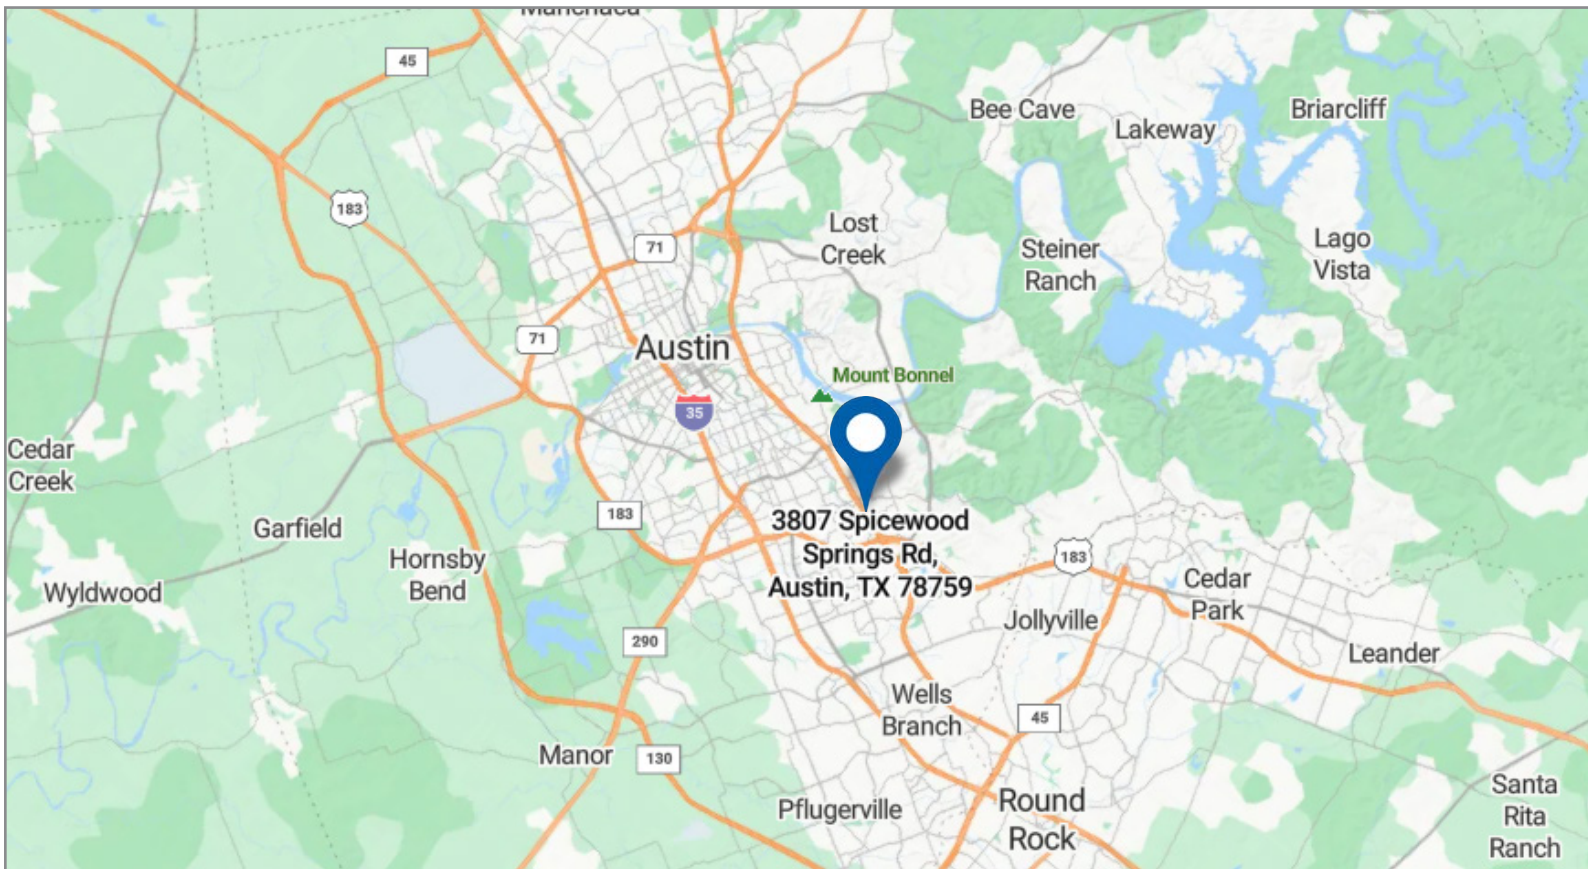 Manchaca
45
Bee Cave
Briarcliff
Lakeway
183
Lost
Creek
71
Steiner
Ranch
Lago
Vista
71
Austin
Mount Bonnel
35
Cedar
Creek
183
3807 Spicewood
Springs Rd,
Austin, TX 78759
Garfield
Hornsby
Bend
183
Wyldwood
Cedar
Park
Jollyville
290
Leander
Wells
Branch
45
Manor
130
Pflugerville
Round
Rock
Santa
Rita
Ranch